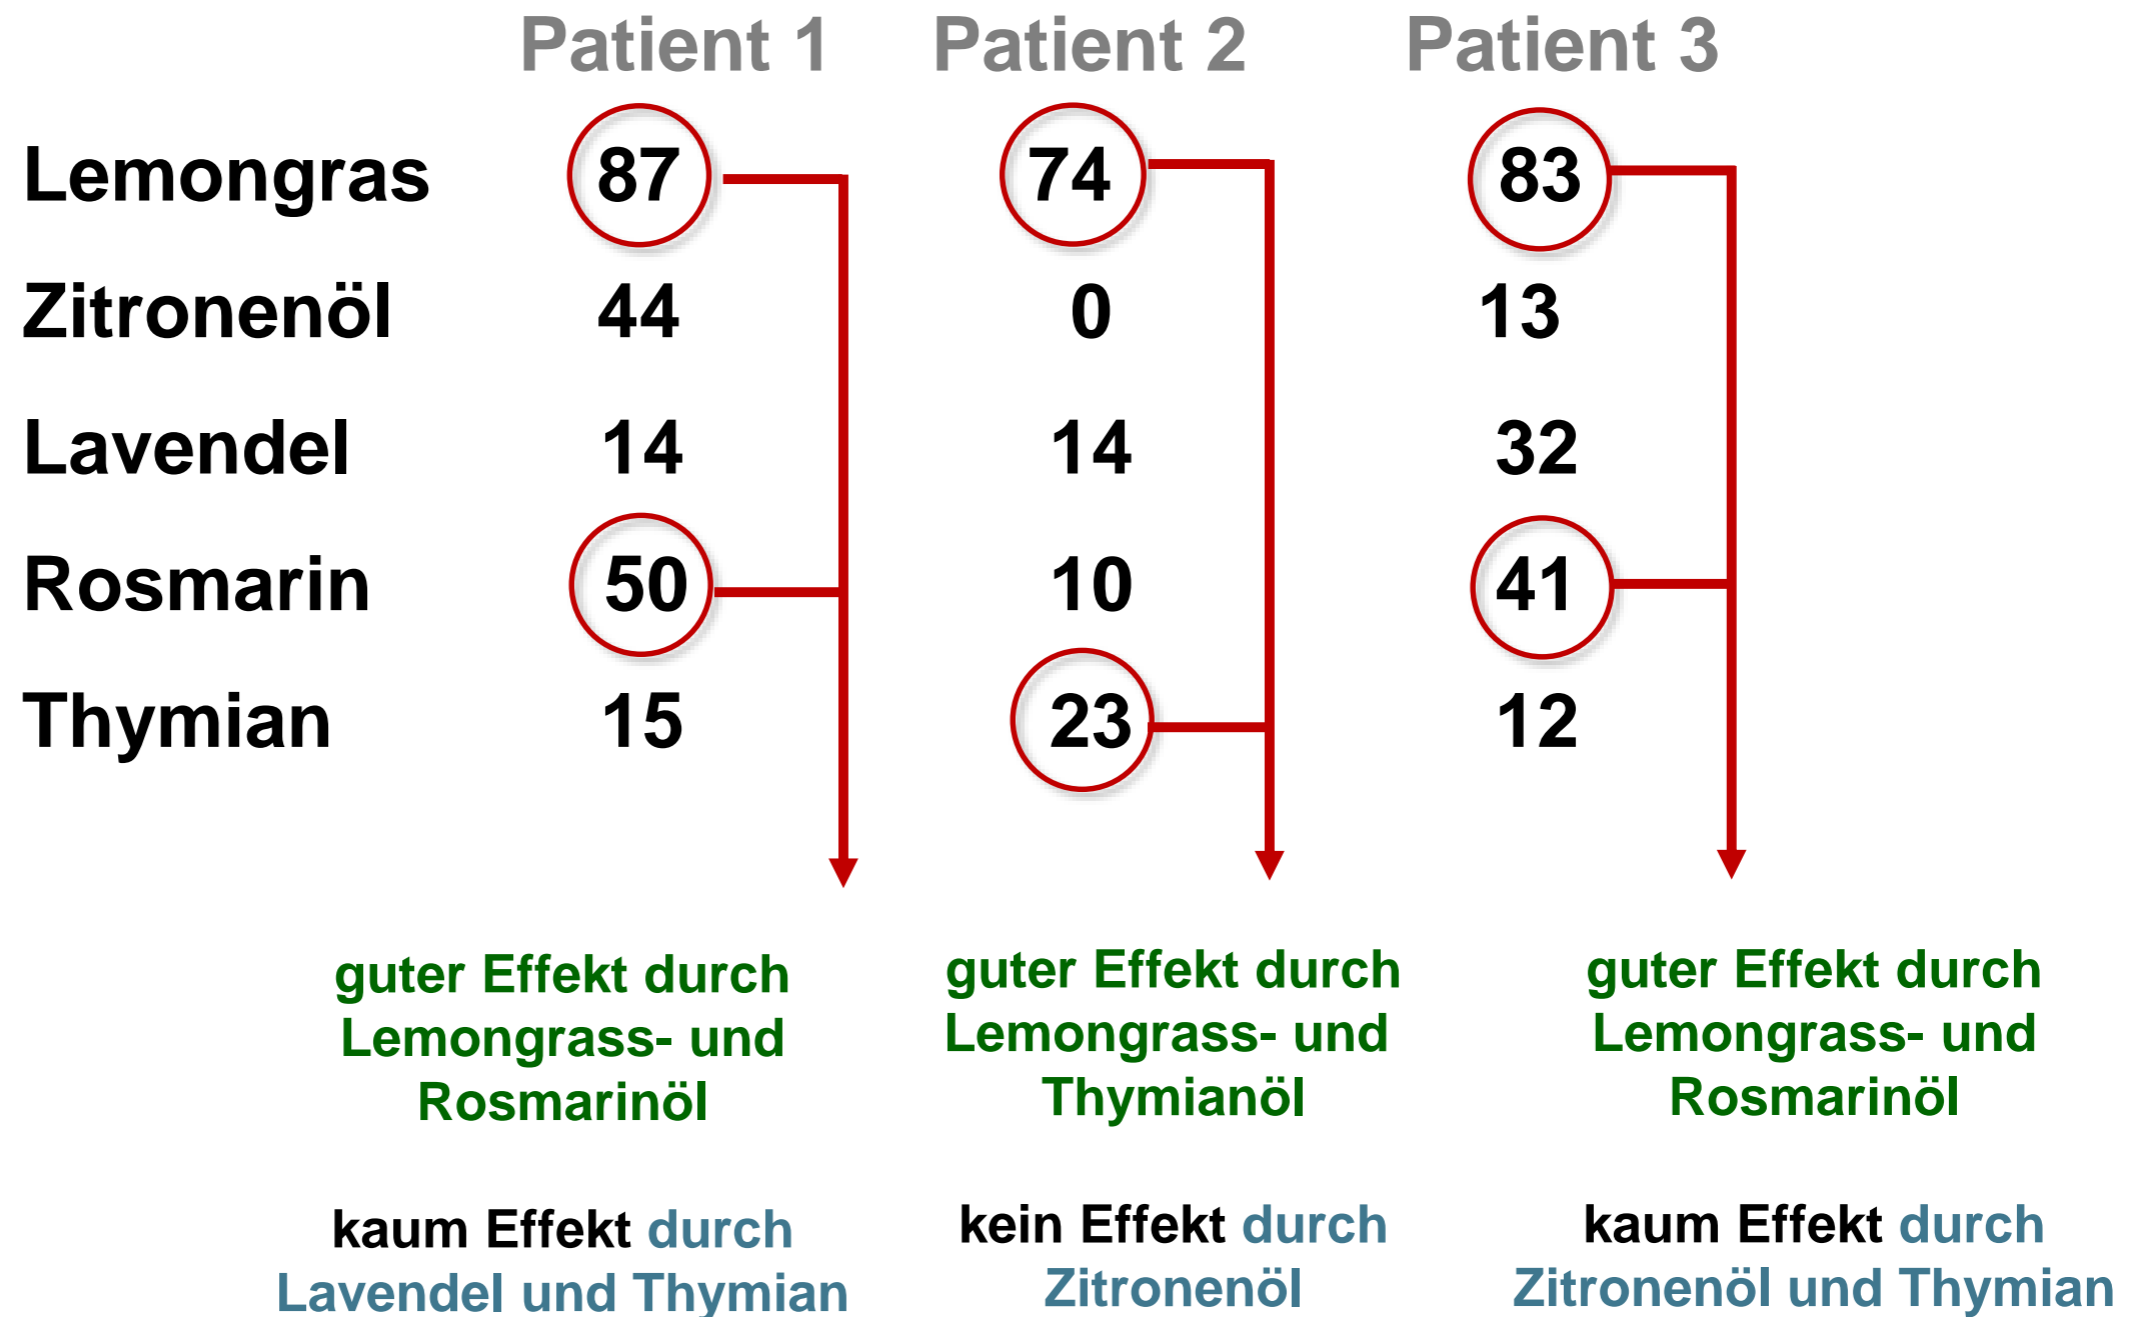 Patient 1 Patient 2 Patient 3
Lemongras 87 74 83
Zitronenöl 44 0 13
Lavendel 14 14 32
Rosmarin 50 10 41
Thymian 15 23 12
guter Effekt durch
Lemongrass- und
Rosmarinöl
kaum Effekt durch
Lavendel und Thymian
guter Effekt durch
Lemongrass- und
Thymianöl
kein Effekt durch
Zitronenöl
guter Effekt durch
Lemongrass- und
Rosmarinöl
kaum Effekt durch
Zitronenöl und Thymian